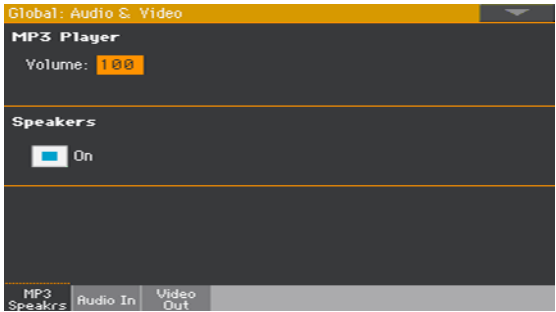 Global: Audio & Video
MP3 Player
Volume: 100
Speakers
On
MP3
Speakrs
Audio In
Video
Out